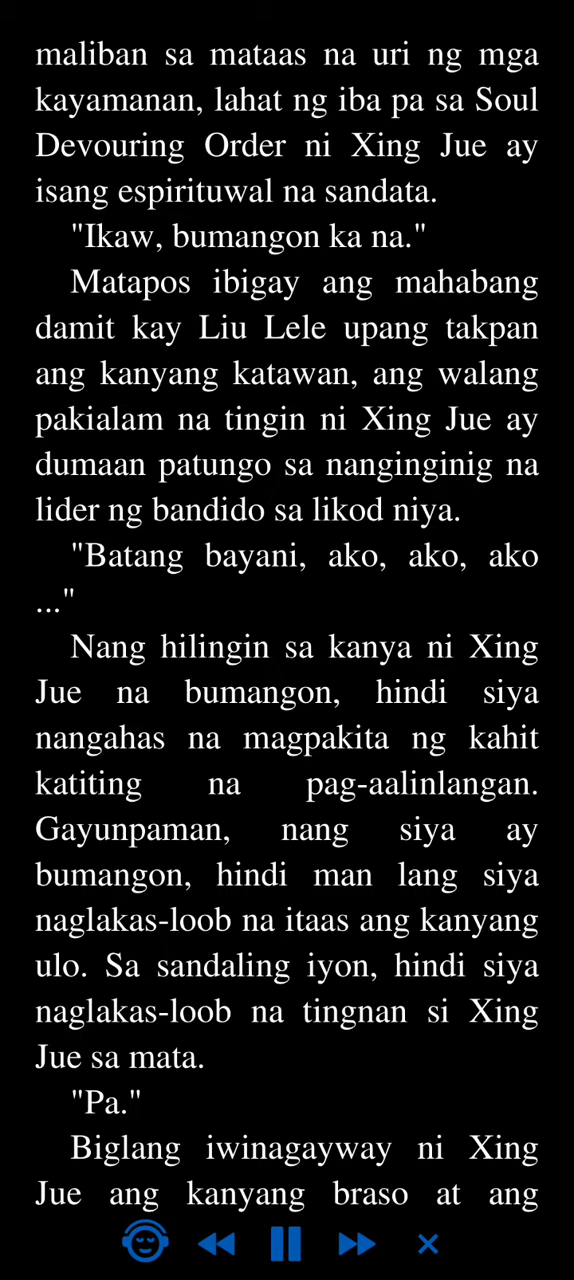 maliban sa mataas na uri ng mga
kayamanan, lahat ng iba pa sa Soul
Devouring Order ni Xing Jue ay
isang espirituwal na sandata.
"Ikaw, bumangon ka na."
Matapos ibigay ang mahabang
damit kay Liu Lele upang takpan
ang kanyang katawan, ang walang
pakialam na tingin ni Xing Jue ay
dumaan patungo sa nanginginig na
lider ng bandido sa likod niya.
"Batang bayani, ako, ako, ako
..."
Nang hilingin sa kanya ni Xing
Jue na bumangon, hindi siya
nangahas na magpakita ng kahit
katiting na pag-aalinlangan.
Gayunpaman, nang siya ay
bumangon, hindi man lang siya
naglakas-loob na itaas ang kanyang
ulo. Sa sandaling iyon, hindi siya
naglakas-loob na tingnan si Xing
Jue sa mata.
"Pa."
Biglang iwinagayway ni Xing
Jue ang kanyang braso at ang